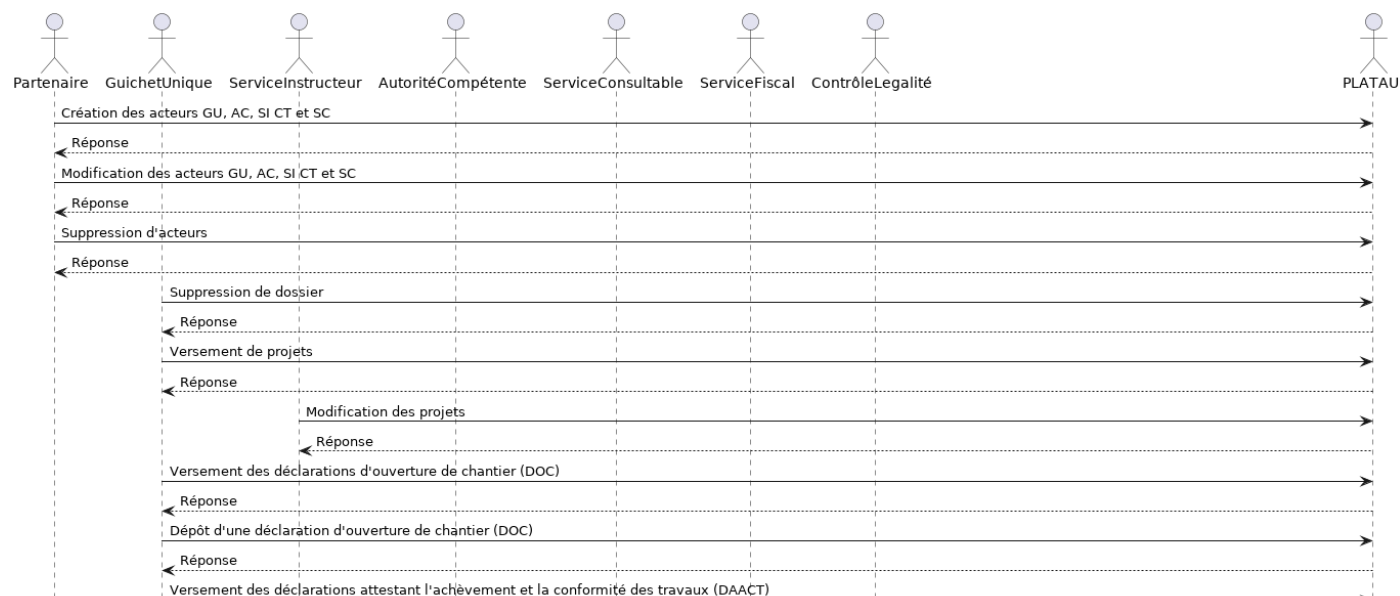 Partenaire GuichetUnique ServiceInstructeur AutoritéCompétente ServiceConsultable ServiceFiscal ContrôleLegalité PLATAU
Création des acteurs GU, AC, SI CT et SC
Réponse
Modification des acteurs GU, AC, SI CT et SC
Réponse
Suppression d'acteurs
Réponse
Suppression de dossier
Réponse
Versement de projets
Réponse
Modification des projets
Réponse
Versement des déclarations d'ouverture de chantier (DOC)
Réponse
Dépôt d'une déclaration d'ouverture de chantier (DOC)
Réponse
Versement des déclarations attestant l'achèvement et la conformité des travaux (DAACT)